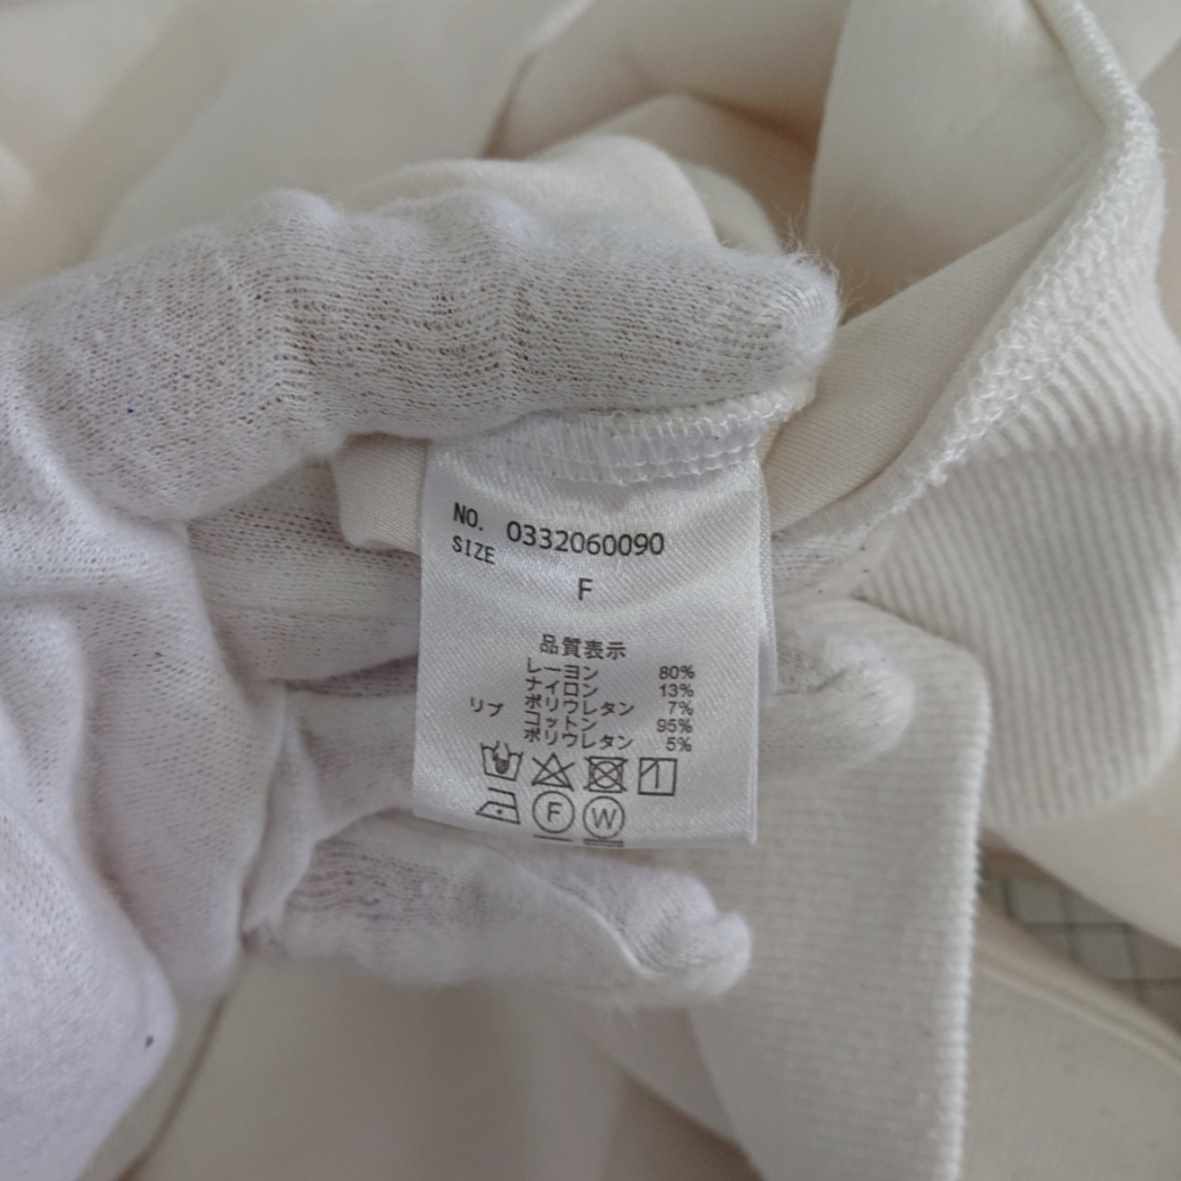 NO. 0332060090
SIZE
F
品質表示
レーヨン 80%
ナイロン 13%
ポリウレタン 7%
リブ コットン 95%
ポリウレタン 5%
F W